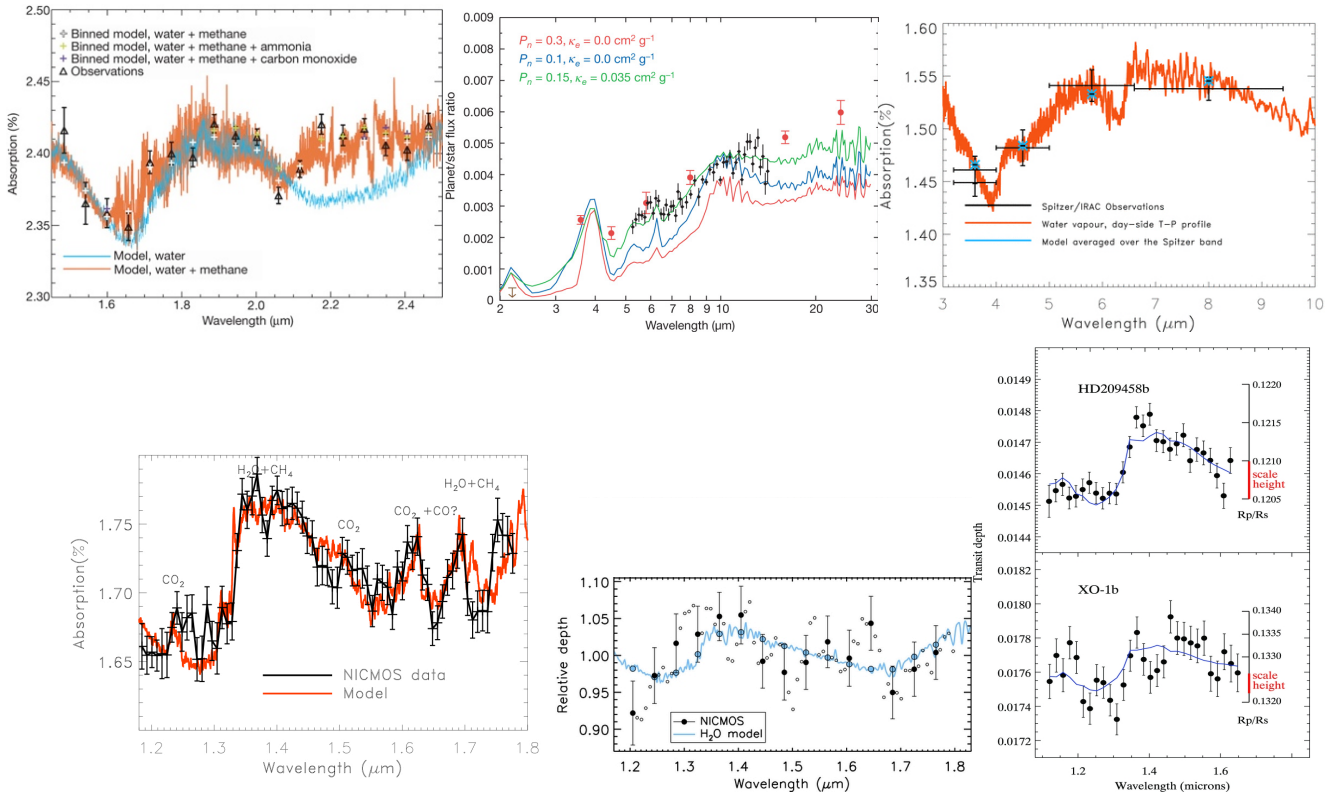 2.50
2.45
2.40
2.35
2.30
Absorption (%)
Binned model, water + methane
Binned model, water + methane + ammonia
Binned model, water + methane + carbon monoxide
Observations
Model, water
Model, water + methane
1.6 1.8 2.0 2.2 2.4
Wavelength (μm)
0.009
0.008
0.007
0.006
0.005
0.004
0.003
0.002
0.001
0
Planet/star flux ratio
Pn = 0.3, κe = 0.0 cm² g⁻¹
Pn = 0.1, κe = 0.0 cm² g⁻¹
Pn = 0.15, κe = 0.035 cm² g⁻¹
2 3 4 5 6 7 8 9 10 20 30
Wavelength (μm)
1.60
1.55
1.50
1.45
1.40
1.35
Absorption (%)
Spitzer/IRAC Observations
Water vapour, day-side T-P profile
Model averaged over the Spitzer band
3 4 5 6 7 8 9 10
Wavelength (μm)
1.75
1.70
1.65
Absorption(%)
H₂O+CH₄
H₂O+CH₄
CO₂
CO₂ +CO?
CO₂
NICMOS data
Model
1.2 1.3 1.4 1.5 1.6 1.7 1.8
Wavelength (μm)
1.10
1.05
1.00
0.95
0.90
Relative depth
NICMOS
H₂O model
1.2 1.3 1.4 1.5 1.6 1.7 1.8
Wavelength (μm)
Transit depth
0.0149
0.0148
0.0147
0.0146
0.0145
0.0144
HD209458b
0.1220
0.1215
0.1210
0.1205
scale
height
Rp/Rs
0.0182
0.0180
0.0178
0.0176
0.0174
0.0172
XO-1b
0.1340
0.1335
0.1330
0.1320
scale
height
Rp/Rs
1.2 1.4 1.6
Wavelength (microns)